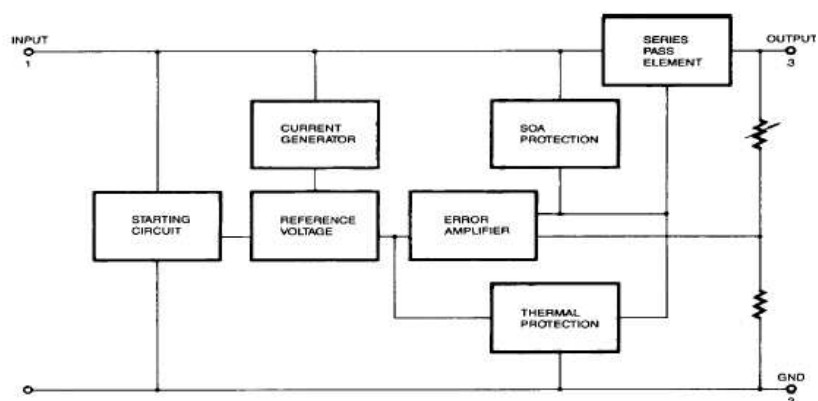 INPUT
1
SERIES
PASS
ELEMENT
OUTPUT
3
CURRENT
GENERATOR
SOA
PROTECTION
STARTING
CIRCUIT
REFERENCE
VOLTAGE
ERROR
AMPLIFIER
THERMAL
PROTECTION
GND
2